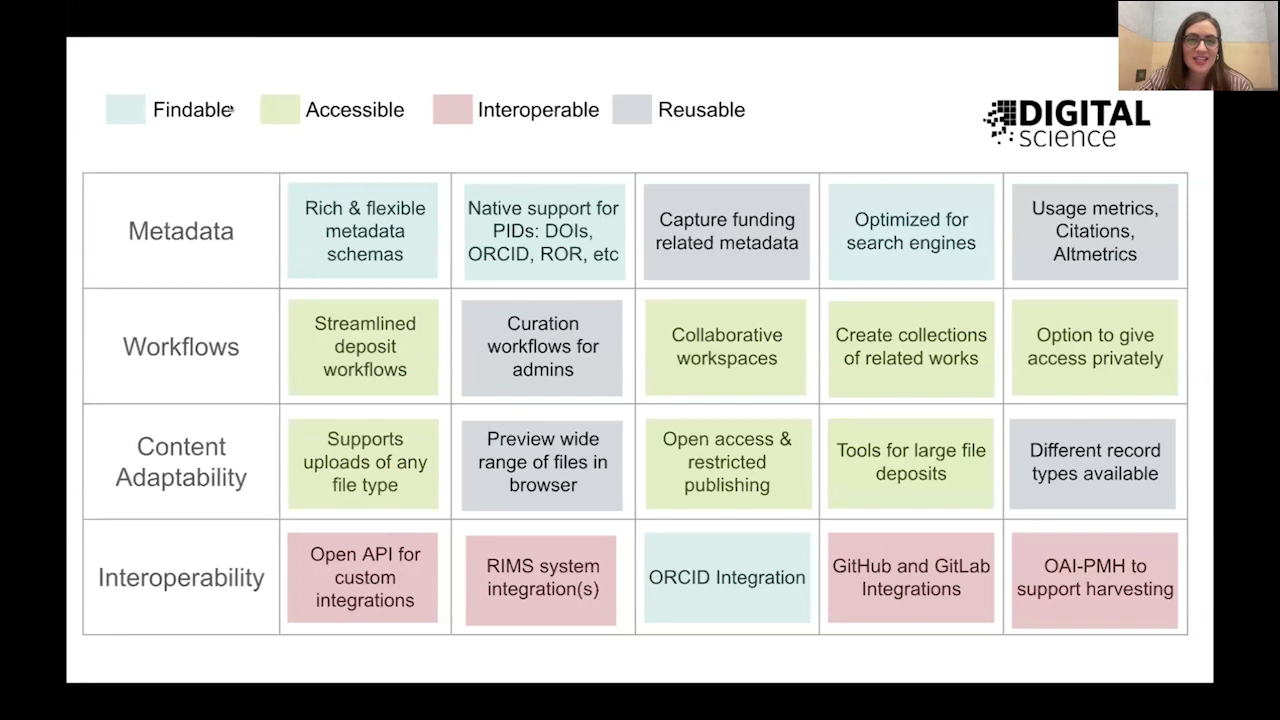 Findable
Accessible
Interoperable
Reusable
DIGITAL
science
Metadata
Rich & flexible
metadata
schemas
Native support for
PIDs: DOIs,
ORCID, ROR, etc
Capture funding
related metadata
Optimized for
search engines
Usage metrics,
Citations,
Altmetrics
Workflows
Streamlined
deposit
workflows
Curation
workflows for
admins
Collaborative
workspaces
Create collections
of related works
Option to give
access privately
Content
Adaptability
Supports
uploads of any
file type
Preview wide
range of files in
browser
Open access &
restricted
publishing
Tools for large file
deposits
Different record
types available
Interoperability
Open API for
custom
integrations
RIMS system
integration(s)
ORCID Integration
GitHub and GitLab
Integrations
OAI-PMH to
support harvesting